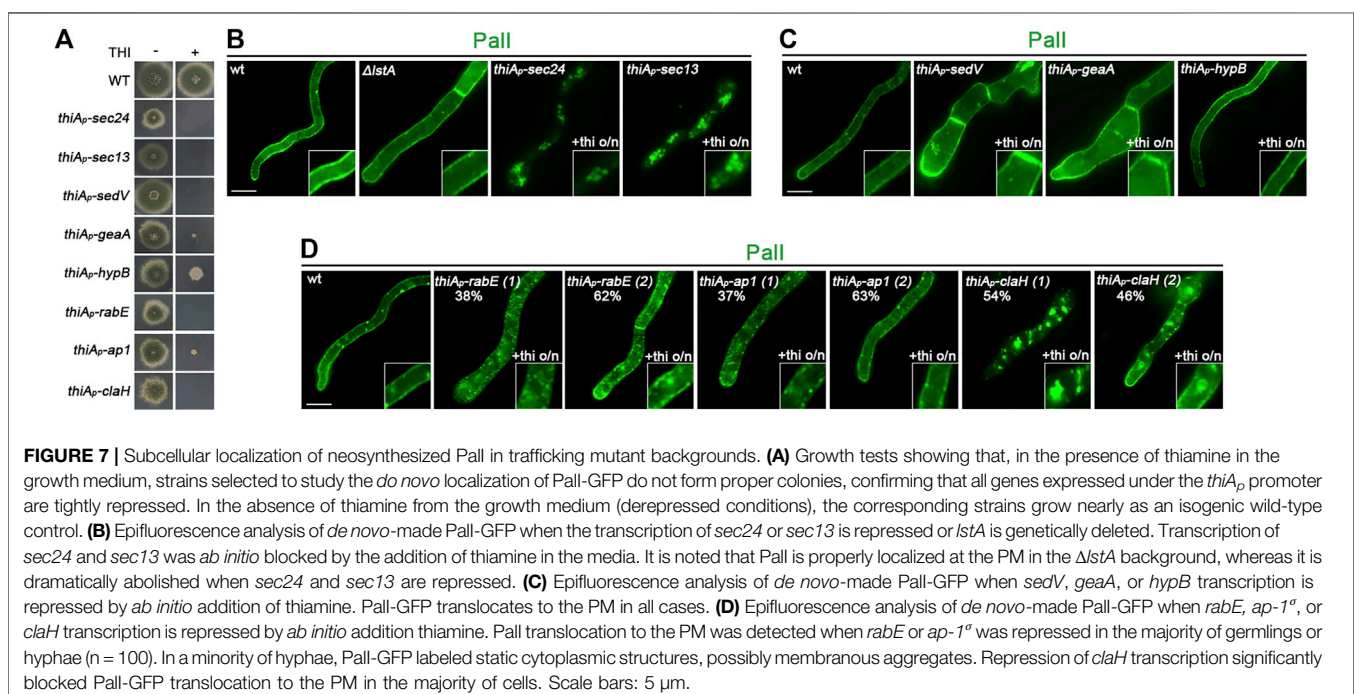 A
THI - +
WT
thiAp-sec24
thiAp-sec13
thiAp-sedV
thiAp-geaA
thiAp-hypB
thiAp-rabE
thiAp-ap1
thiAp-claH
B
PalI
wt
ΔlstA
thiAp-sec24
thiAp-sec13
+thi o/n
+thi o/n
C
PalI
wt
thiAp-sedV
thiAp-geaA
thiAp-hypB
+thi o/n
+thi o/n
+thi o/n
D
PalI
wt
thiAp-rabE (1)
38%
thiAp-rabE (2)
62%
thiAp-ap1 (1)
37%
thiAp-ap1 (2)
63%
thiAp-claH (1)
54%
thiAp-claH (2)
46%
+thi o/n
+thi o/n
+thi o/n
+thi o/n
+thi o/n
+thi o/n
FIGURE 7 | Subcellular localization of neosynthesized PalI in trafficking mutant backgrounds. (A) Growth tests showing that, in the presence of thiamine in the
growth medium, strains selected to study the do novo localization of PalI-GFP do not form proper colonies, confirming that all genes expressed under the thiAp promoter
are tightly repressed. In the absence of thiamine from the growth medium (derepressed conditions), the corresponding strains grow nearly as an isogenic wild-type
control. (B) Epifluorescence analysis of de novo-made PalI-GFP when the transcription of sec24 or sec13 is repressed or lstA is genetically deleted. Transcription of
sec24 and sec13 was ab initio blocked by the addition of thiamine in the media. It is noted that PalI is properly localized at the PM in the ΔlstA background, whereas it is
dramatically abolished when sec24 and sec13 are repressed. (C) Epifluorescence analysis of de novo-made PalI-GFP when sedV, geaA, or hypB transcription is
repressed by ab initio addition of thiamine. PalI-GFP translocates to the PM in all cases. (D) Epifluorescence analysis of de novo-made PalI-GFP when rabE, ap-1σ, or
claH transcription is repressed by ab initio addition thiamine. PalI translocation to the PM was detected when rabE or ap-1σ was repressed in the majority of germlings or
hyphae (n = 100). In a minority of hyphae, PalI-GFP labeled static cytoplasmic structures, possibly membranous aggregates. Repression of claH transcription significantly
blocked PalI-GFP translocation to the PM in the majority of cells. Scale bars: 5 μm.